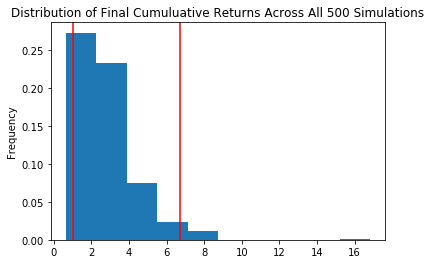 Distribution of Final Cumuluative Returns Across All 500 Simulations
Frequency
0.25
0.20
0.15
0.10
0.05
0.00
0 2 4 6 8 10 12 14 16